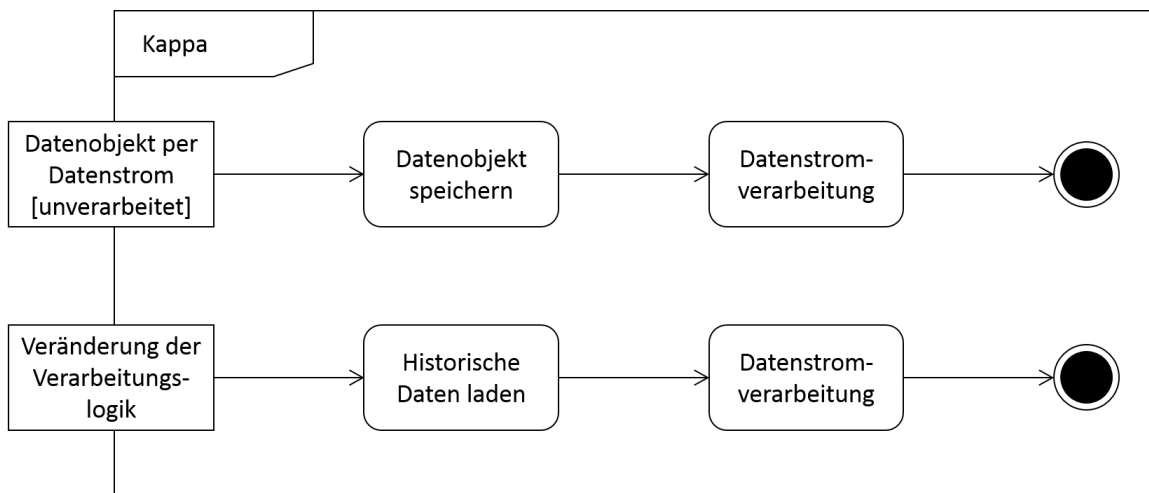 Kappa
Datenobjekt per
Datenstrom
[unverarbeitet]
Datenobjekt
speichern
Datenstrom-
verarbeitung
Veränderung der
Verarbeitungs-
logik
Historische
Daten laden
Datenstrom-
verarbeitung